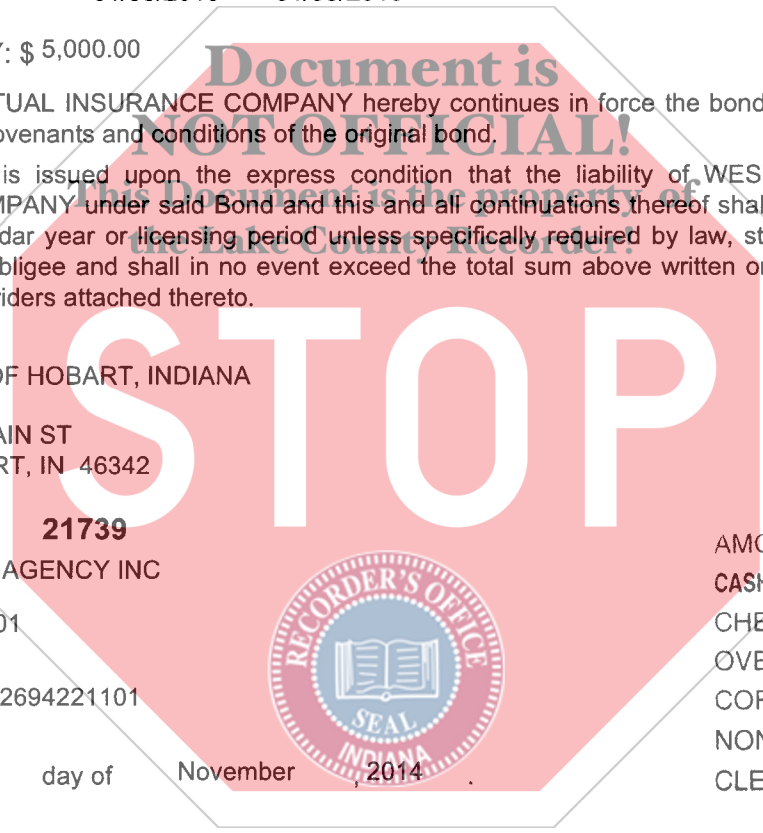 Y: $ 5,000.00
Document is
TUAL INSURANCE COMPANY hereby continues in force the bond
ovenants and conditions of the original bond.
NOT OFFICIAL!
is issued upon the express condition that the liability of WES
This Document is the property of
MPANY under said Bond and this and all continuations thereof shal
dar year or licensing period unless specifically required by law, st
the Lake County Recorder!
bligee and shall in no event exceed the total sum above written or
iders attached thereto.
STOP
OF HOBART, INDIANA
AIN ST
RT, IN 46342
21739
AGENCY INC
01
2694221101
day of November , 2014 .
RECORDER'S OFFICE
SEAL
INDIANA
AMO
CASH
CHE
OVE
COP
NON
CLE